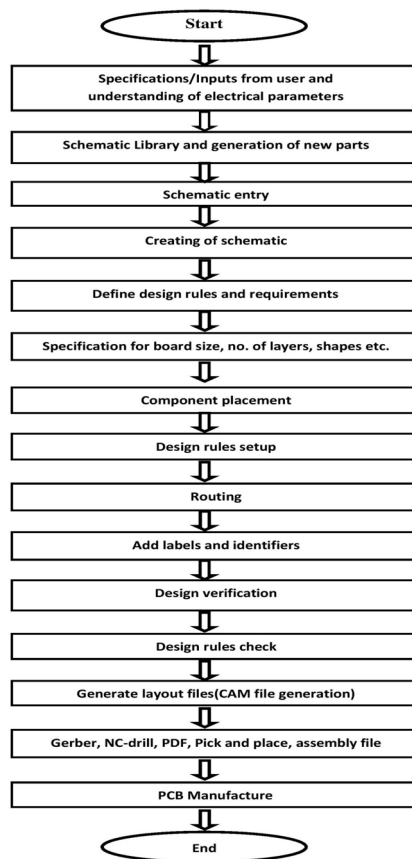 Start
Specifications/Inputs from user and
understanding of electrical parameters
Schematic Library and generation of new parts
Schematic entry
Creating of schematic
Define design rules and requirements
Specification for board size, no. of layers, shapes etc.
Component placement
Design rules setup
Routing
Add labels and identifiers
Design verification
Design rules check
Generate layout files(CAM file generation)
Gerber, NC-drill, PDF, Pick and place, assembly file
PCB Manufacture
End